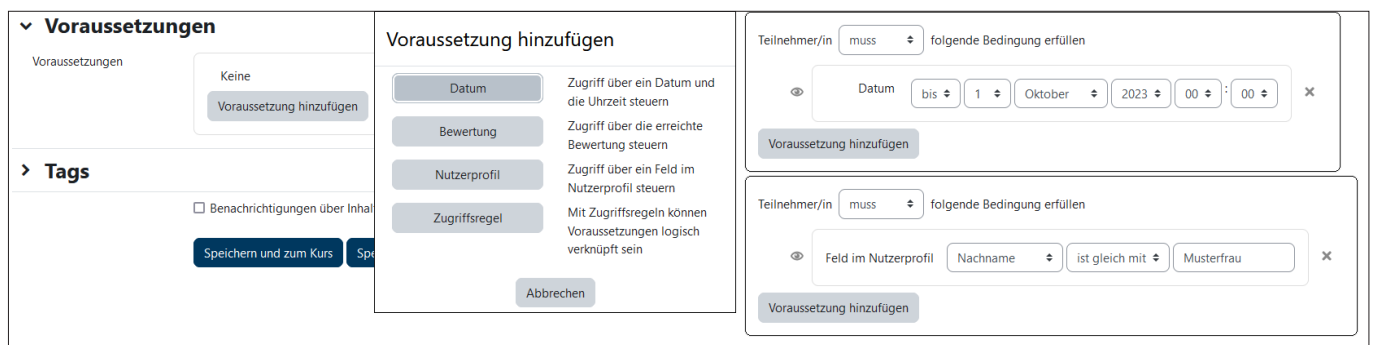 Voraussetzungen
Voraussetzungen
Keine
Voraussetzung hinzufügen
Tags
Benachrichtigungen über Inhal
Speichern und zum Kurs Spe
Voraussetzung hinzufügen
Datum Zugriff über ein Datum und
die Uhrzeit steuern
Bewertung Zugriff über die erreichte
Bewertung steuern
Nutzerprofil Zugriff über ein Feld im
Nutzerprofil steuern
Zugriffsregel Mit Zugriffsregeln können
Voraussetzungen logisch
verknüpft sein
Abbrechen
Teilnehmer/in muss folgende Bedingung erfüllen
Datum bis 1 Oktober 2023 00 : 00
Voraussetzung hinzufügen
Teilnehmer/in muss folgende Bedingung erfüllen
Feld im Nutzerprofil Nachname ist gleich mit Musterfrau
Voraussetzung hinzufügen